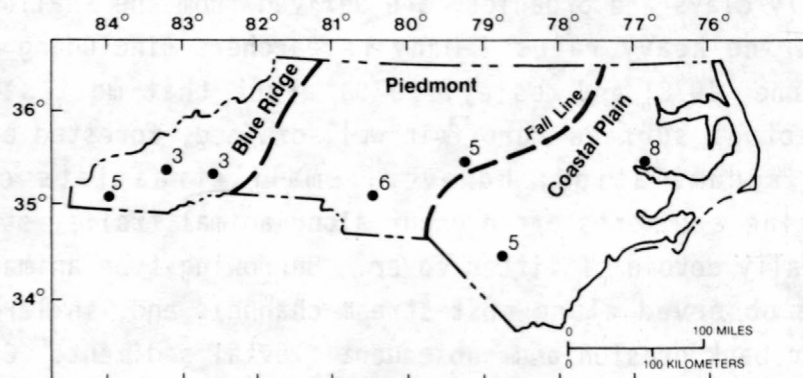 84 83 82 81 80 79 78 77 76
36°
35°
34°
Blue Ridge
Piedmont
Fall Line
Coastal Plain
5
3
3
6
5
5
8
0 100 MILES
0 100 KILOMETERS